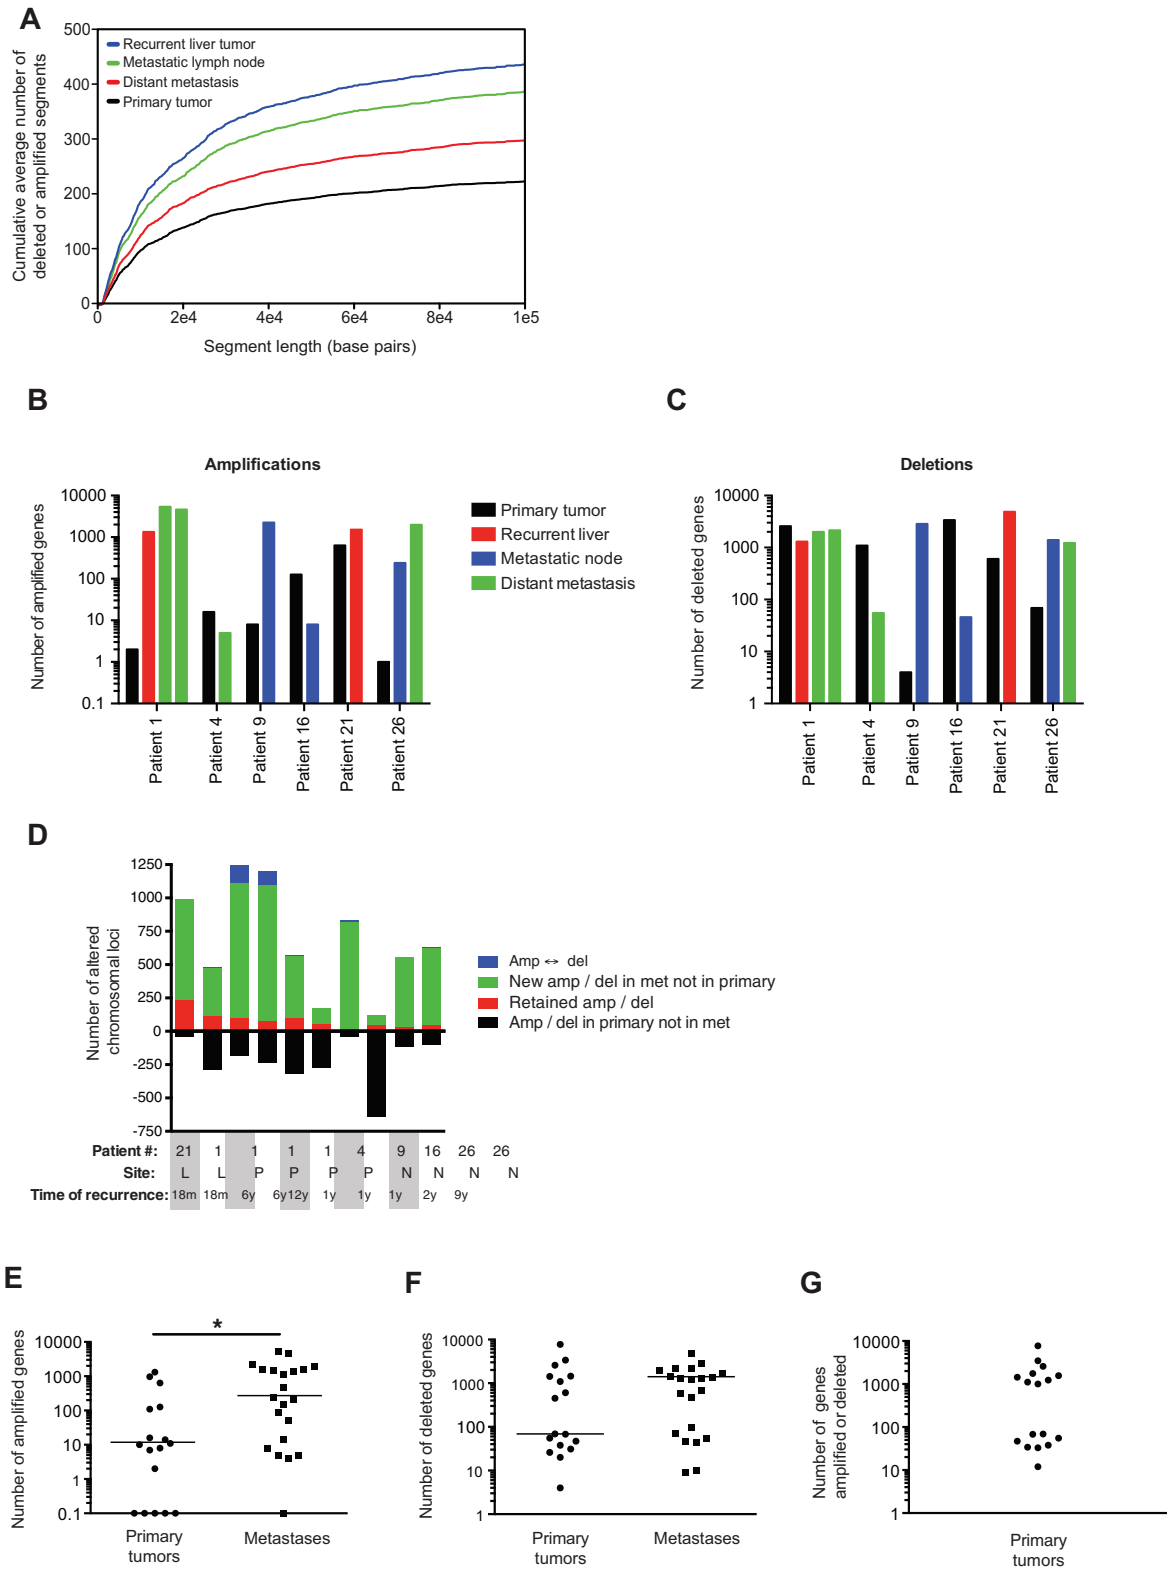 A
Cumulative average number of
deleted or amplified segments
500
400
300
200
100
0
Recurrent liver tumor
Metastatic lymph node
Distant metastasis
Primary tumor
0 2e4 4e4 6e4 8e4 1e5
Segment length (base pairs)
B
Amplifications
Number of amplified genes
10000
1000
100
10
1
0.1
Patient 1
Patient 4
Patient 9
Patient 16
Patient 21
Patient 26
Primary tumor
Recurrent liver
Metastatic node
Distant metastasis
C
Deletions
Number of deleted genes
10000
1000
100
10
1
Patient 1
Patient 4
Patient 9
Patient 16
Patient 21
Patient 26
D
Number of altered
chromosomal loci
1250
1000
750
500
250
0
-250
-500
-750
Amp ↔ del
New amp / del in met not in primary
Retained amp / del
Amp / del in primary not in met
Patient #: 21 1 1 1 1 4 9 16 26 26
Site: L L P P P P N N N N
Time of recurrence: 18m 18m 6y 6y 12y 1y 1y 1y 2y 9y
E
Number of amplified genes
10000
1000
100
10
1
0.1
*
Primary
tumors
Metastases
F
Number of deleted genes
10000
1000
100
10
1
Primary
tumors
Metastases
G
Number of genes
amplified or deleted
10000
1000
100
10
1
Primary
tumors